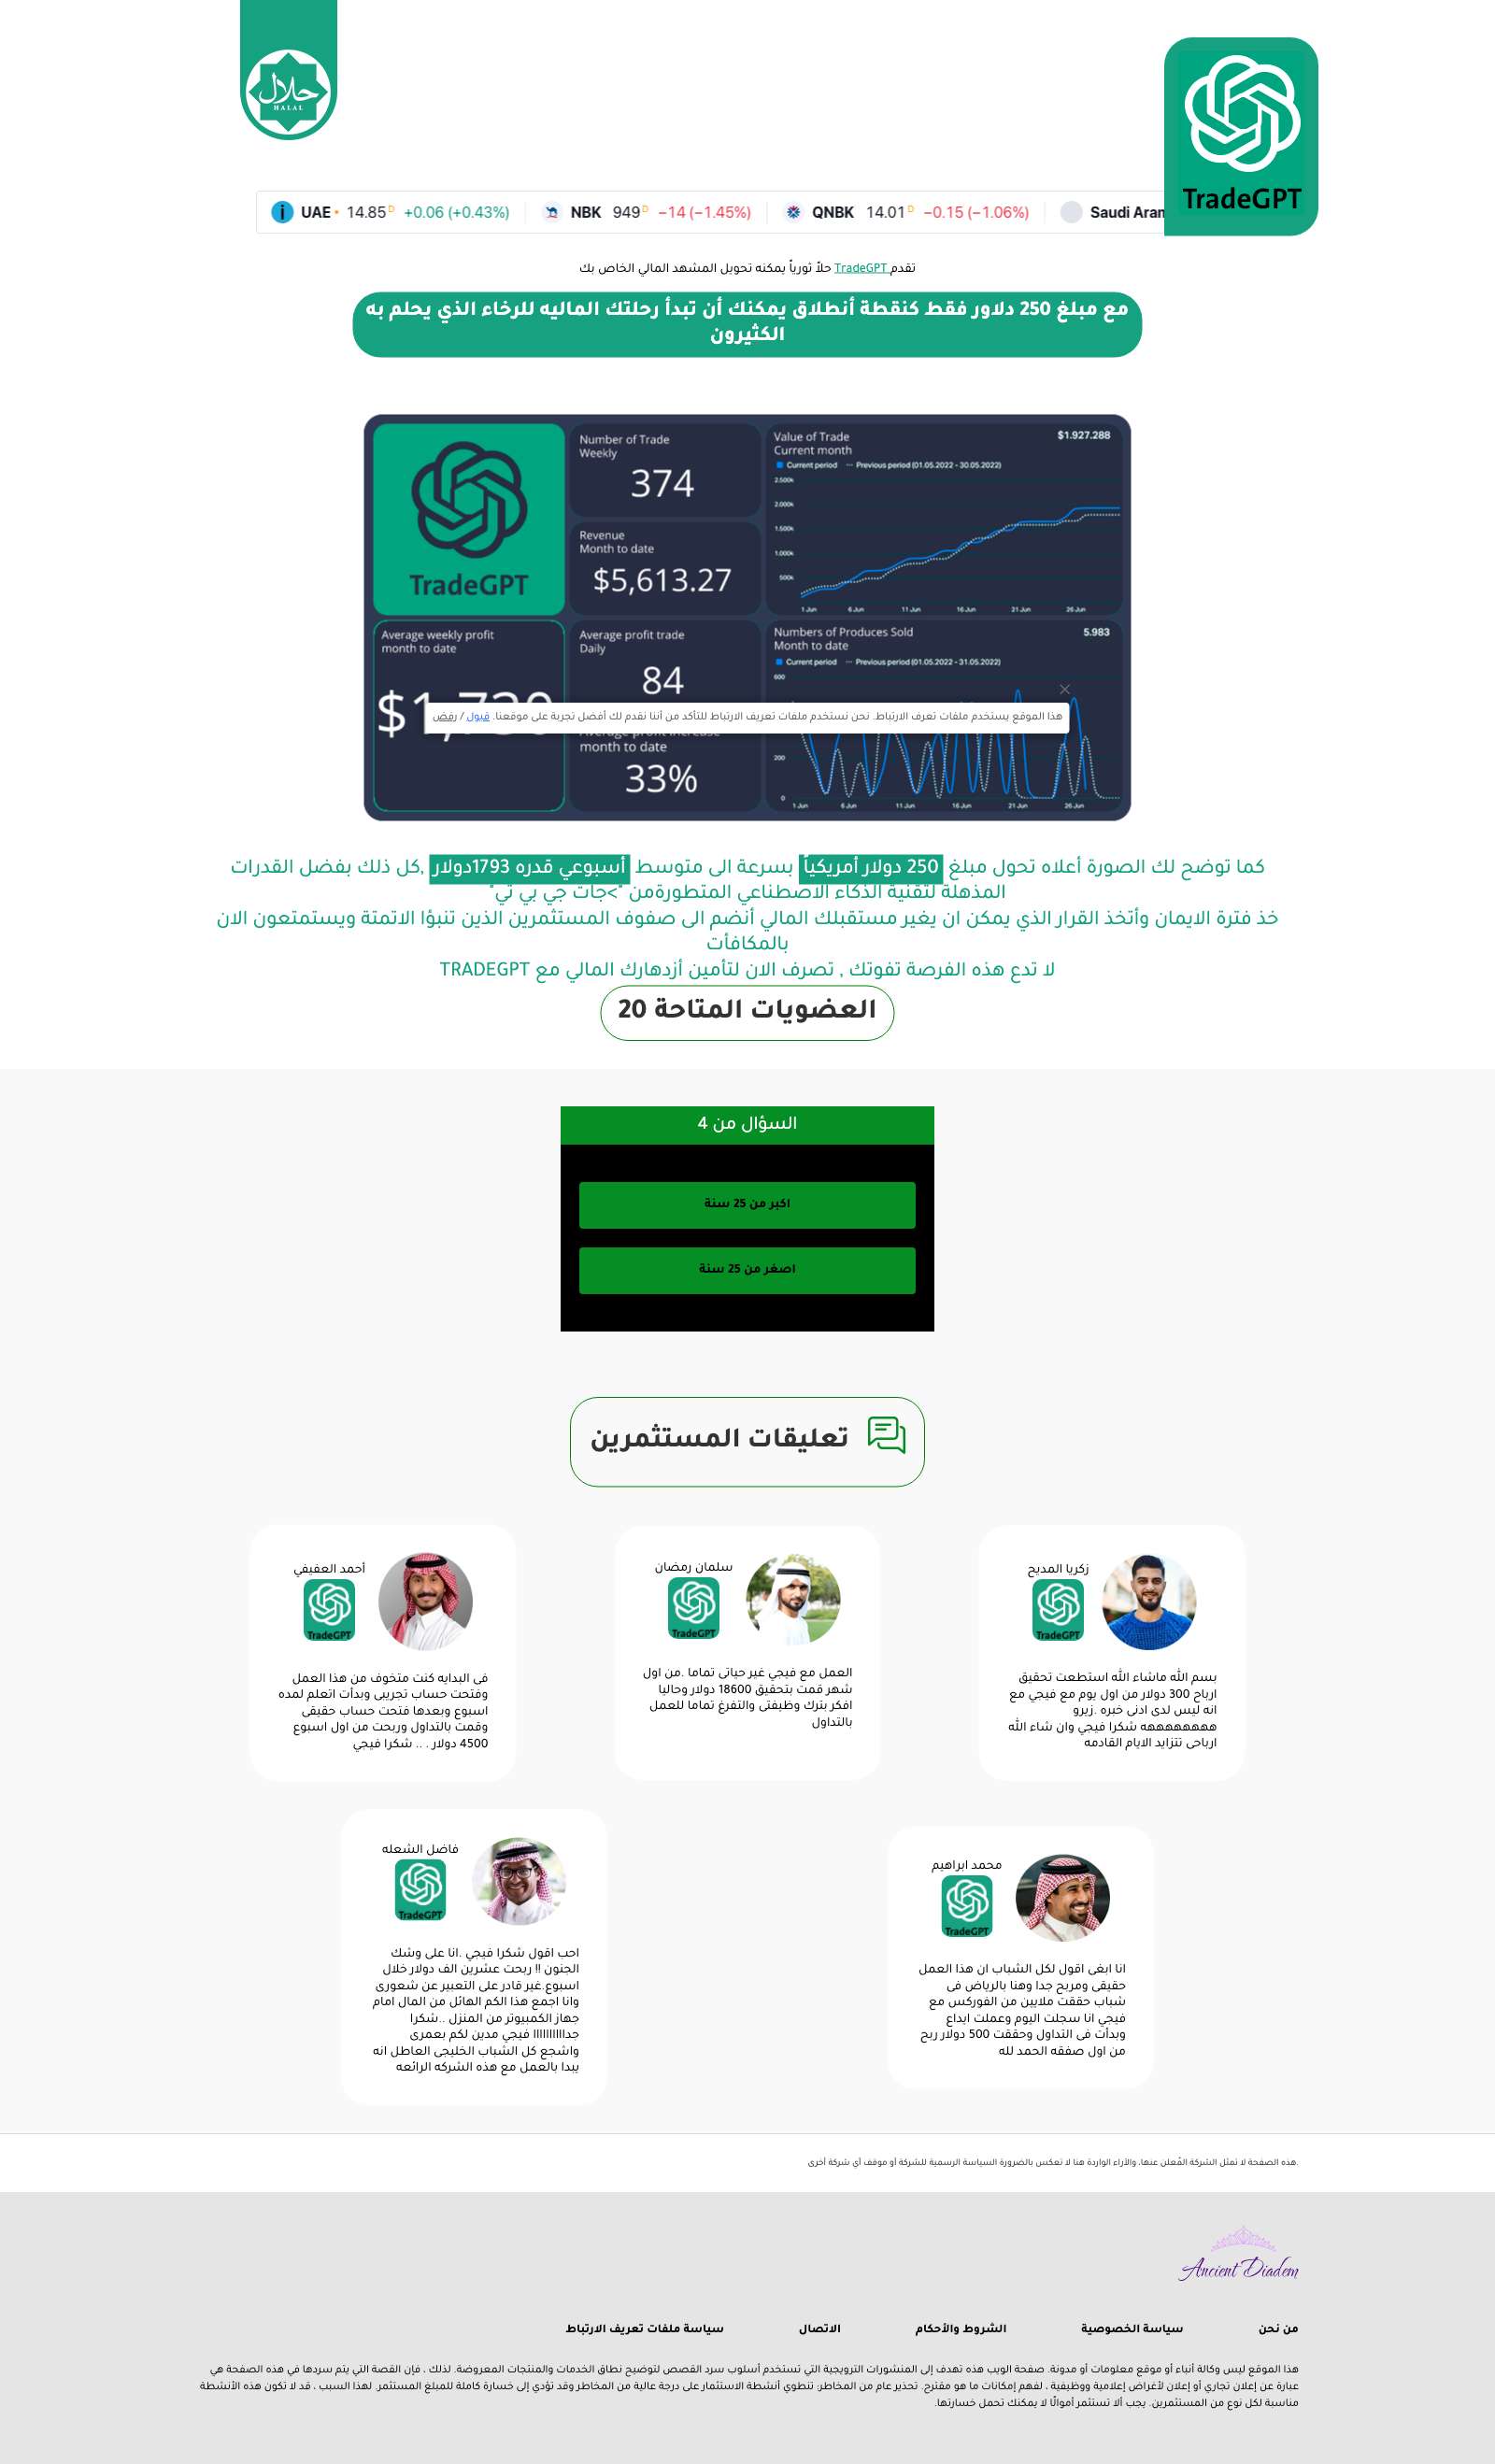 حلال
HALAL
TradeGPT
UAE 14.85 D +0.06 (+0.43%) NBK 949 D −14 (−1.45%) QNBK 14.01 D −0.15 (−1.06%) Saudi Aram
تقدم TradeGPT حلاً ثورياً يمكنه تحويل المشهد المالي الخاص بك
مع مبلغ 250 دلاور فقط كنقطة أنطلاق يمكنك أن تبدأ رحلتك الماليه للرخاء الذي يحلم به
الكثيرون
TradeGPT
Number of Trade
Weekly
374
Revenue
Month to date
$5,613.27
Value of Trade
Current month
$1.927.288
Current period Previous period (01.05.2022 - 30.05.2022)
2.500k
2.000k
1.500k
1.000k
500k
1 Jun 6 Jun 11 Jun 16 Jun 21 Jun 26 Jun
Average weekly profit
month to date
Average profit trade
Daily
84
Numbers of Produces Sold
Month to date
5.983
Current period Previous period (01.05.2022 - 31.05.2022)
600
هذا الموقع يستخدم ملفات تعرف الارتباط. نحن نستخدم ملفات تعريف الارتباط للتأكد من أننا نقدم لك أفضل تجربة على موقعنا. قبول / رفض
month to date
33%
200
0
1 Jun 6 Jun 11 Jun 16 Jun 21 Jun 26 Jun
كما توضح لك الصورة أعلاه تحول مبلغ 250 دولار أمريكياً بسرعة الى متوسط أسبوعي قدره 1793دولار ,كل ذلك بفضل القدرات
المذهلة لتقنية الذكاء الاصطناعي المتطورةمن ">جات جي بي تي"
خذ فترة الايمان وأتخذ القرار الذي يمكن ان يغير مستقبلك المالي أنضم الى صفوف المستثمرين الذين تنبؤا الاتمتة ويستمتعون الان
بالمكافأت
لا تدع هذه الفرصة تفوتك , تصرف الان لتأمين أزدهارك المالي مع TRADEGPT
العضويات المتاحة 20
السؤال من 4
اكبر من 25 سنة
اصغر من 25 سنة
تعليقات المستثمرين
زكريا المديح
TradeGPT
بسم الله ماشاء الله استطعت تحقيق
ارباح 300 دولار من اول يوم مع فيجي مع
انه ليس لدى ادنى خبره .زيرو
ههههههههه شكرا فيجي وان شاء الله
ارباحى تتزايد الايام القادمه
سلمان رمضان
TradeGPT
العمل مع فيجي غير حياتى تماما .من اول
شهر قمت بتحقيق 18600 دولار وحاليا
افكر بترك وظيفتى والتفرغ تماما للعمل
بالتداول
أحمد العفيفي
TradeGPT
فى البدايه كنت متخوف من هذا العمل
وفتحت حساب تجريبى وبدأت اتعلم لمده
اسبوع وبعدها فتحت حساب حقيقى
وقمت بالتداول وربحت من اول اسبوع
4500 دولار . .. شكرا فيجي
محمد ابراهيم
TradeGPT
انا ابغى اقول لكل الشباب ان هذا العمل
حقيقى ومربح جدا وهنا بالرياض فى
شباب حققت ملايين من الفوركس مع
فيجي انا سجلت اليوم وعملت ايداع
وبدأت فى التداول وحققت 500 دولار ربح
من اول صفقه الحمد لله
فاضل الشعله
TradeGPT
احب اقول شكرا فيجي .انا على وشك
الجنون !! ربحت عشرين الف دولار خلال
اسبوع.غير قادر على التعبير عن شعورى
وانا اجمع هذا الكم الهائل من المال امام
جهاز الكمبيوتر من المنزل ..شكرا
جدااااااااااا فيجي مدين لكم بعمرى
واشجع كل الشباب الخليجى العاطل انه
يبدا بالعمل مع هذه الشركه الرائعه
.هذه الصفحة لا تمثل الشركة المُعلن عنها، والآراء الواردة هنا لا تعكس بالضرورة السياسة الرسمية للشركة أو موقف أي شركة أخرى
Ancient Diadem
من نحن سياسة الخصوصية الشروط والأحكام الاتصال سياسة ملفات تعريف الارتباط
هذا الموقع ليس وكالة أنباء أو موقع معلومات أو مدونة. صفحة الويب هذه تهدف إلى المنشورات الترويجية التي تستخدم أسلوب سرد القصص لتوضيح نطاق الخدمات والمنتجات المعروضة. لذلك ، فإن القصة التي يتم سردها في هذه الصفحة هي
عبارة عن إعلان تجاري أو إعلان لأغراض إعلامية ووظيفية ، لفهم إمكانات ما هو مقترح. تحذير عام من المخاطر: تنطوي أنشطة الاستثمار على درجة عالية من المخاطر وقد تؤدي إلى خسارة كاملة للمبلغ المستثمر. لهذا السبب ، قد لا تكون هذه الأنشطة
مناسبة لكل نوع من المستثمرين. يجب ألا تستثمر أموالًا لا يمكنك تحمل خسارتها.